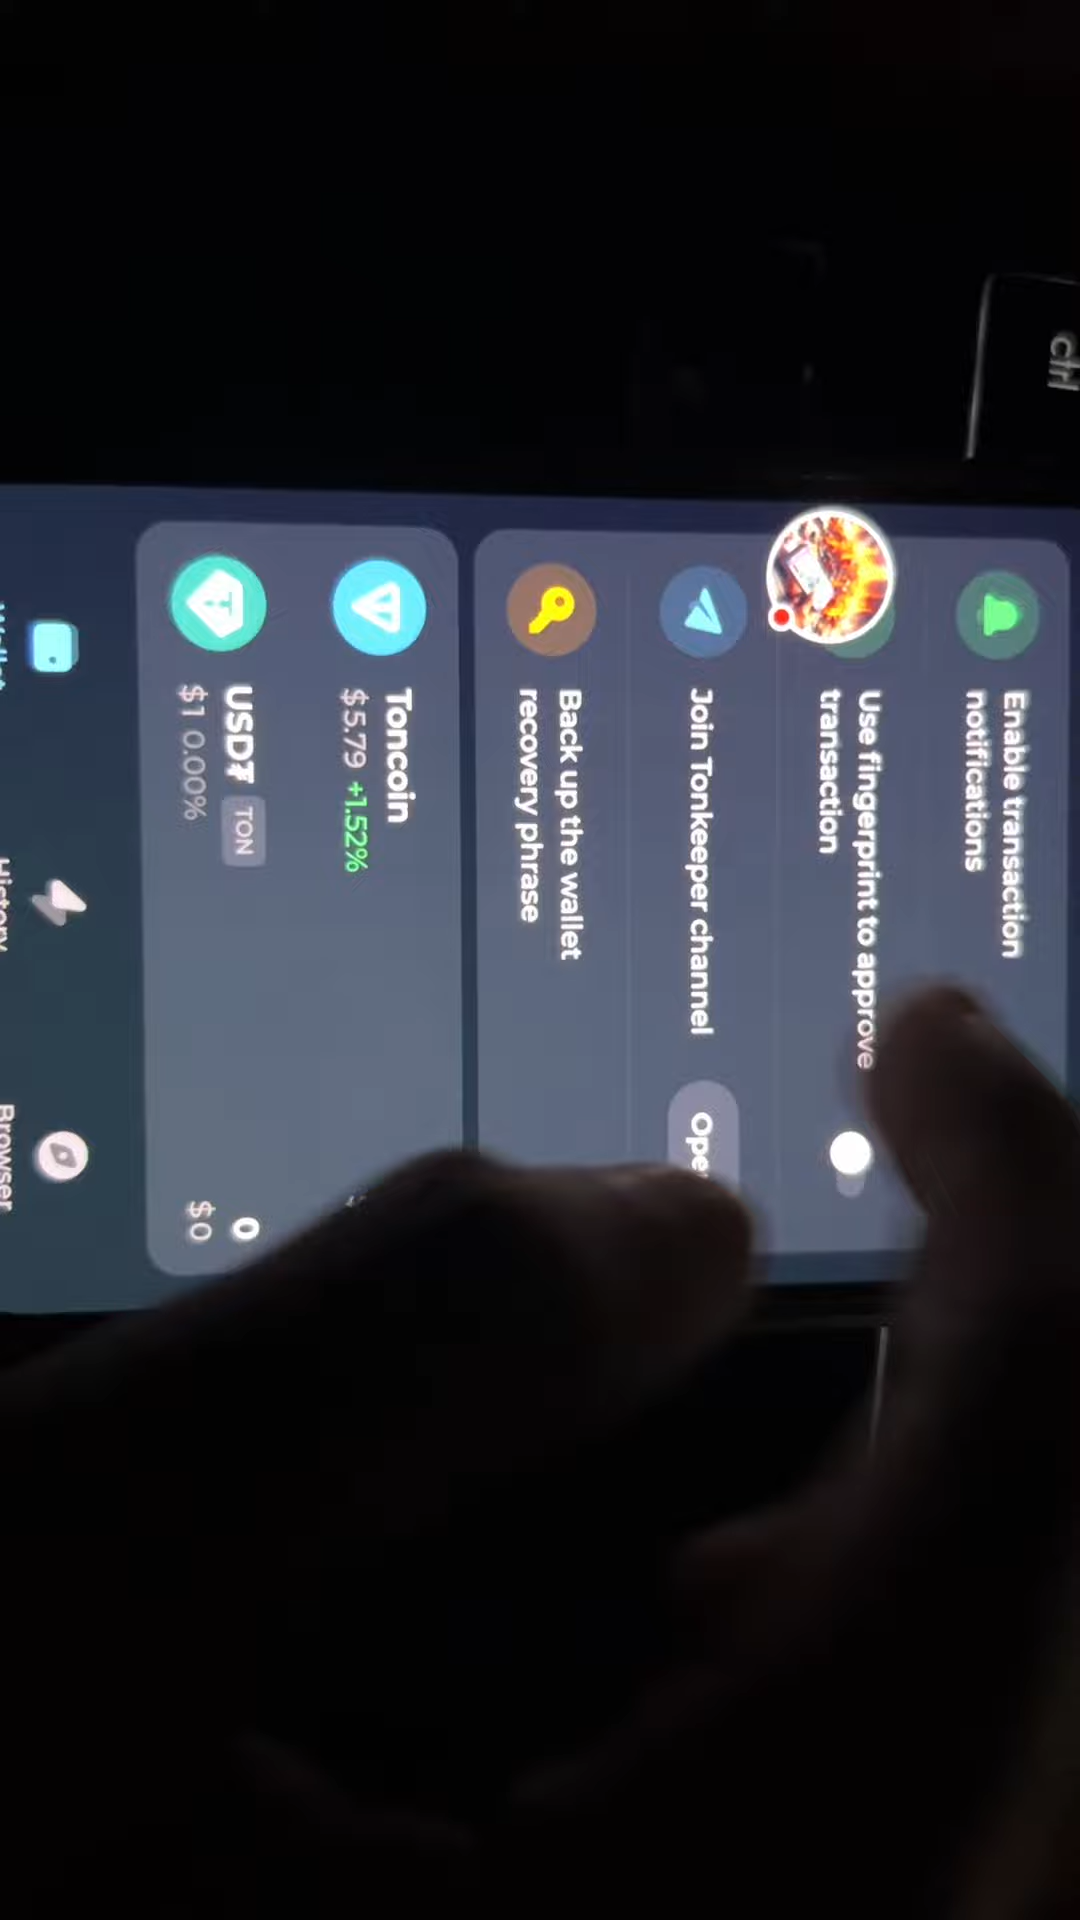 ctrl
Enable transaction
notifications
Use fingerprint to approve
transaction
Join Tonkeeper channel
Back up the wallet
recovery phrase
Toncoin
$5.79 +1.52%
USD₮ TON
0
$1 0.00%
$0
History
Browser